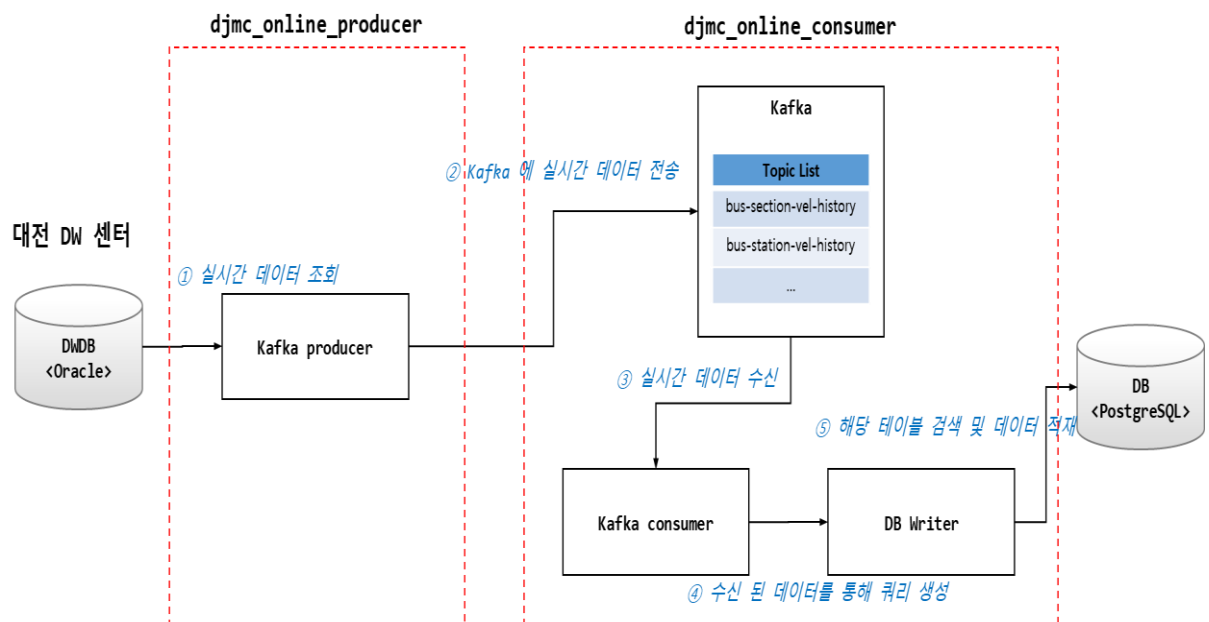 djmc_online_producer
djmc_online_consumer
Kafka
② Kafka 에 실시간 데이터 전송
Topic List
bus-section-vel-history
bus-station-vel-history
...
대전 DW 센터
① 실시간 데이터 조회
DWDB
<Oracle>
Kafka producer
③ 실시간 데이터 수신
DB
<PostgreSQL>
⑤ 해당 테이블 검색 및 데이터 적재
Kafka consumer
DB Writer
④ 수신 된 데이터를 통해 쿼리 생성